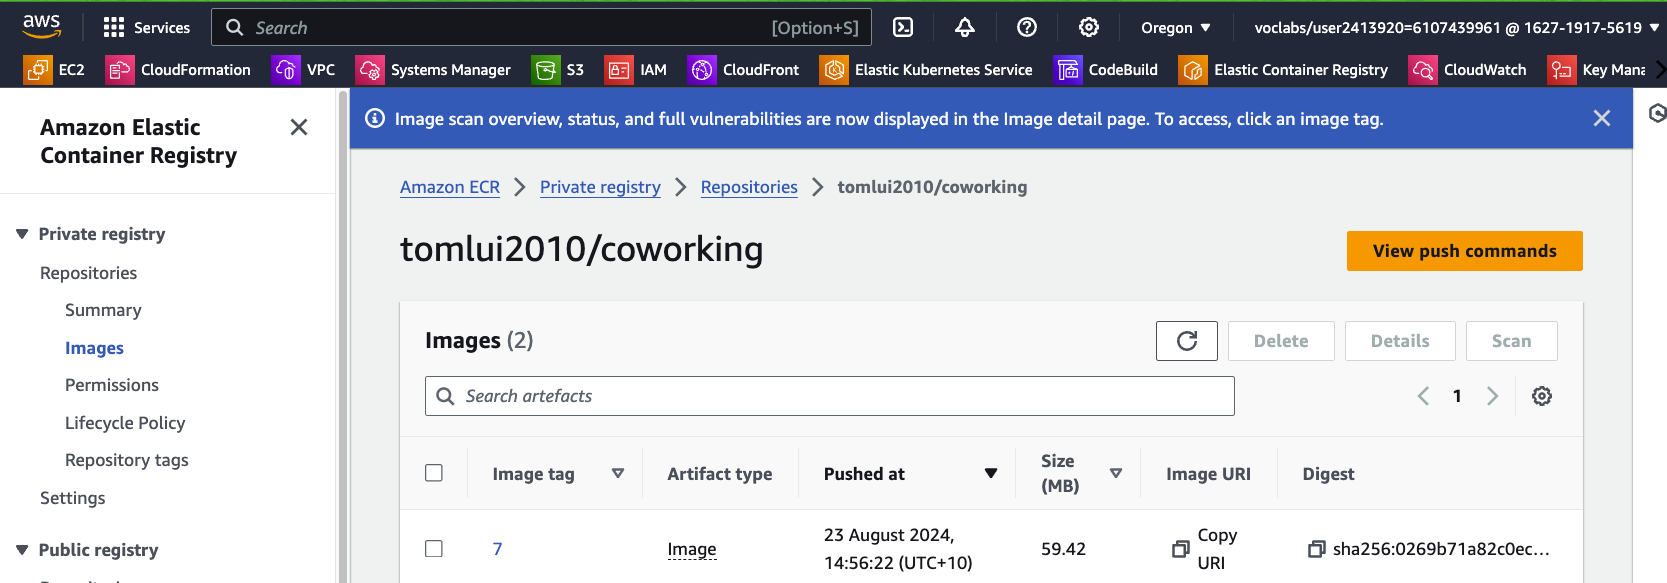 aws Services Search [Option+S] Oregon voclabs/user2413920=6107439961 @ 1627-1917-5619
EC2 CloudFormation VPC Systems Manager S3 IAM CloudFront Elastic Kubernetes Service CodeBuild Elastic Container Registry CloudWatch Key Mana
Amazon Elastic
Container Registry
Private registry
Repositories
Summary
Images
Permissions
Lifecycle Policy
Repository tags
Settings
Public registry
Image scan overview, status, and full vulnerabilities are now displayed in the Image detail page. To access, click an image tag.
Amazon ECR Private registry Repositories tomlui2010/coworking
tomlui2010/coworking
View push commands
Images (2)
Delete Details Scan
Search artefacts
1
Image tag Artifact type Pushed at Size (MB) Image URI Digest
7 Image 23 August 2024, 14:56:22 (UTC+10) 59.42 Copy URI sha256:0269b71a82c0ec...